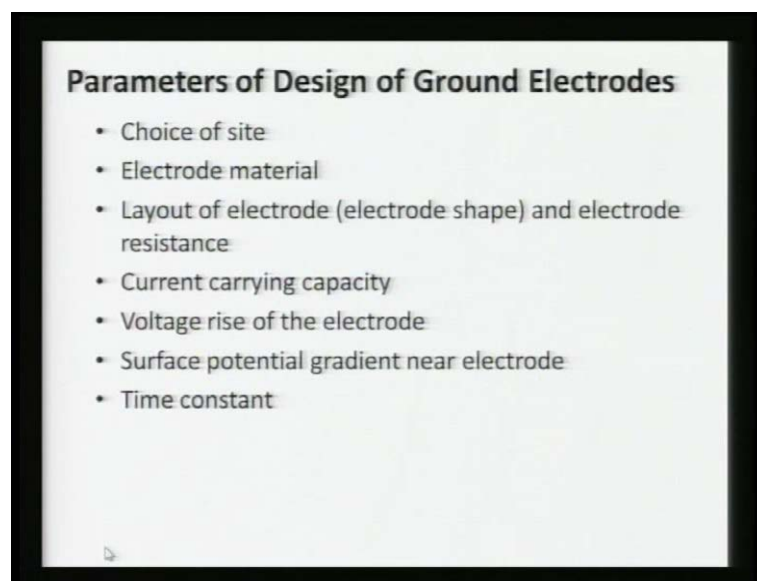 Parameters of Design of Ground Electrodes
• Choice of site
• Electrode material
• Layout of electrode (electrode shape) and electrode
resistance
• Current carrying capacity
• Voltage rise of the electrode
• Surface potential gradient near electrode
• Time constant